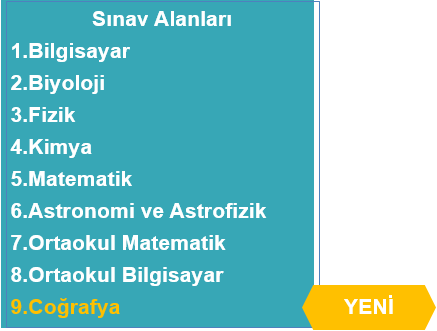 Sınav Alanları
1.Bilgisayar
2.Biyoloji
3.Fizik
4.Kimya
5.Matematik
6.Astronomi ve Astrofizik
7.Ortaokul Matematik
8.Ortaokul Bilgisayar
9.Coğrafya
YENİ